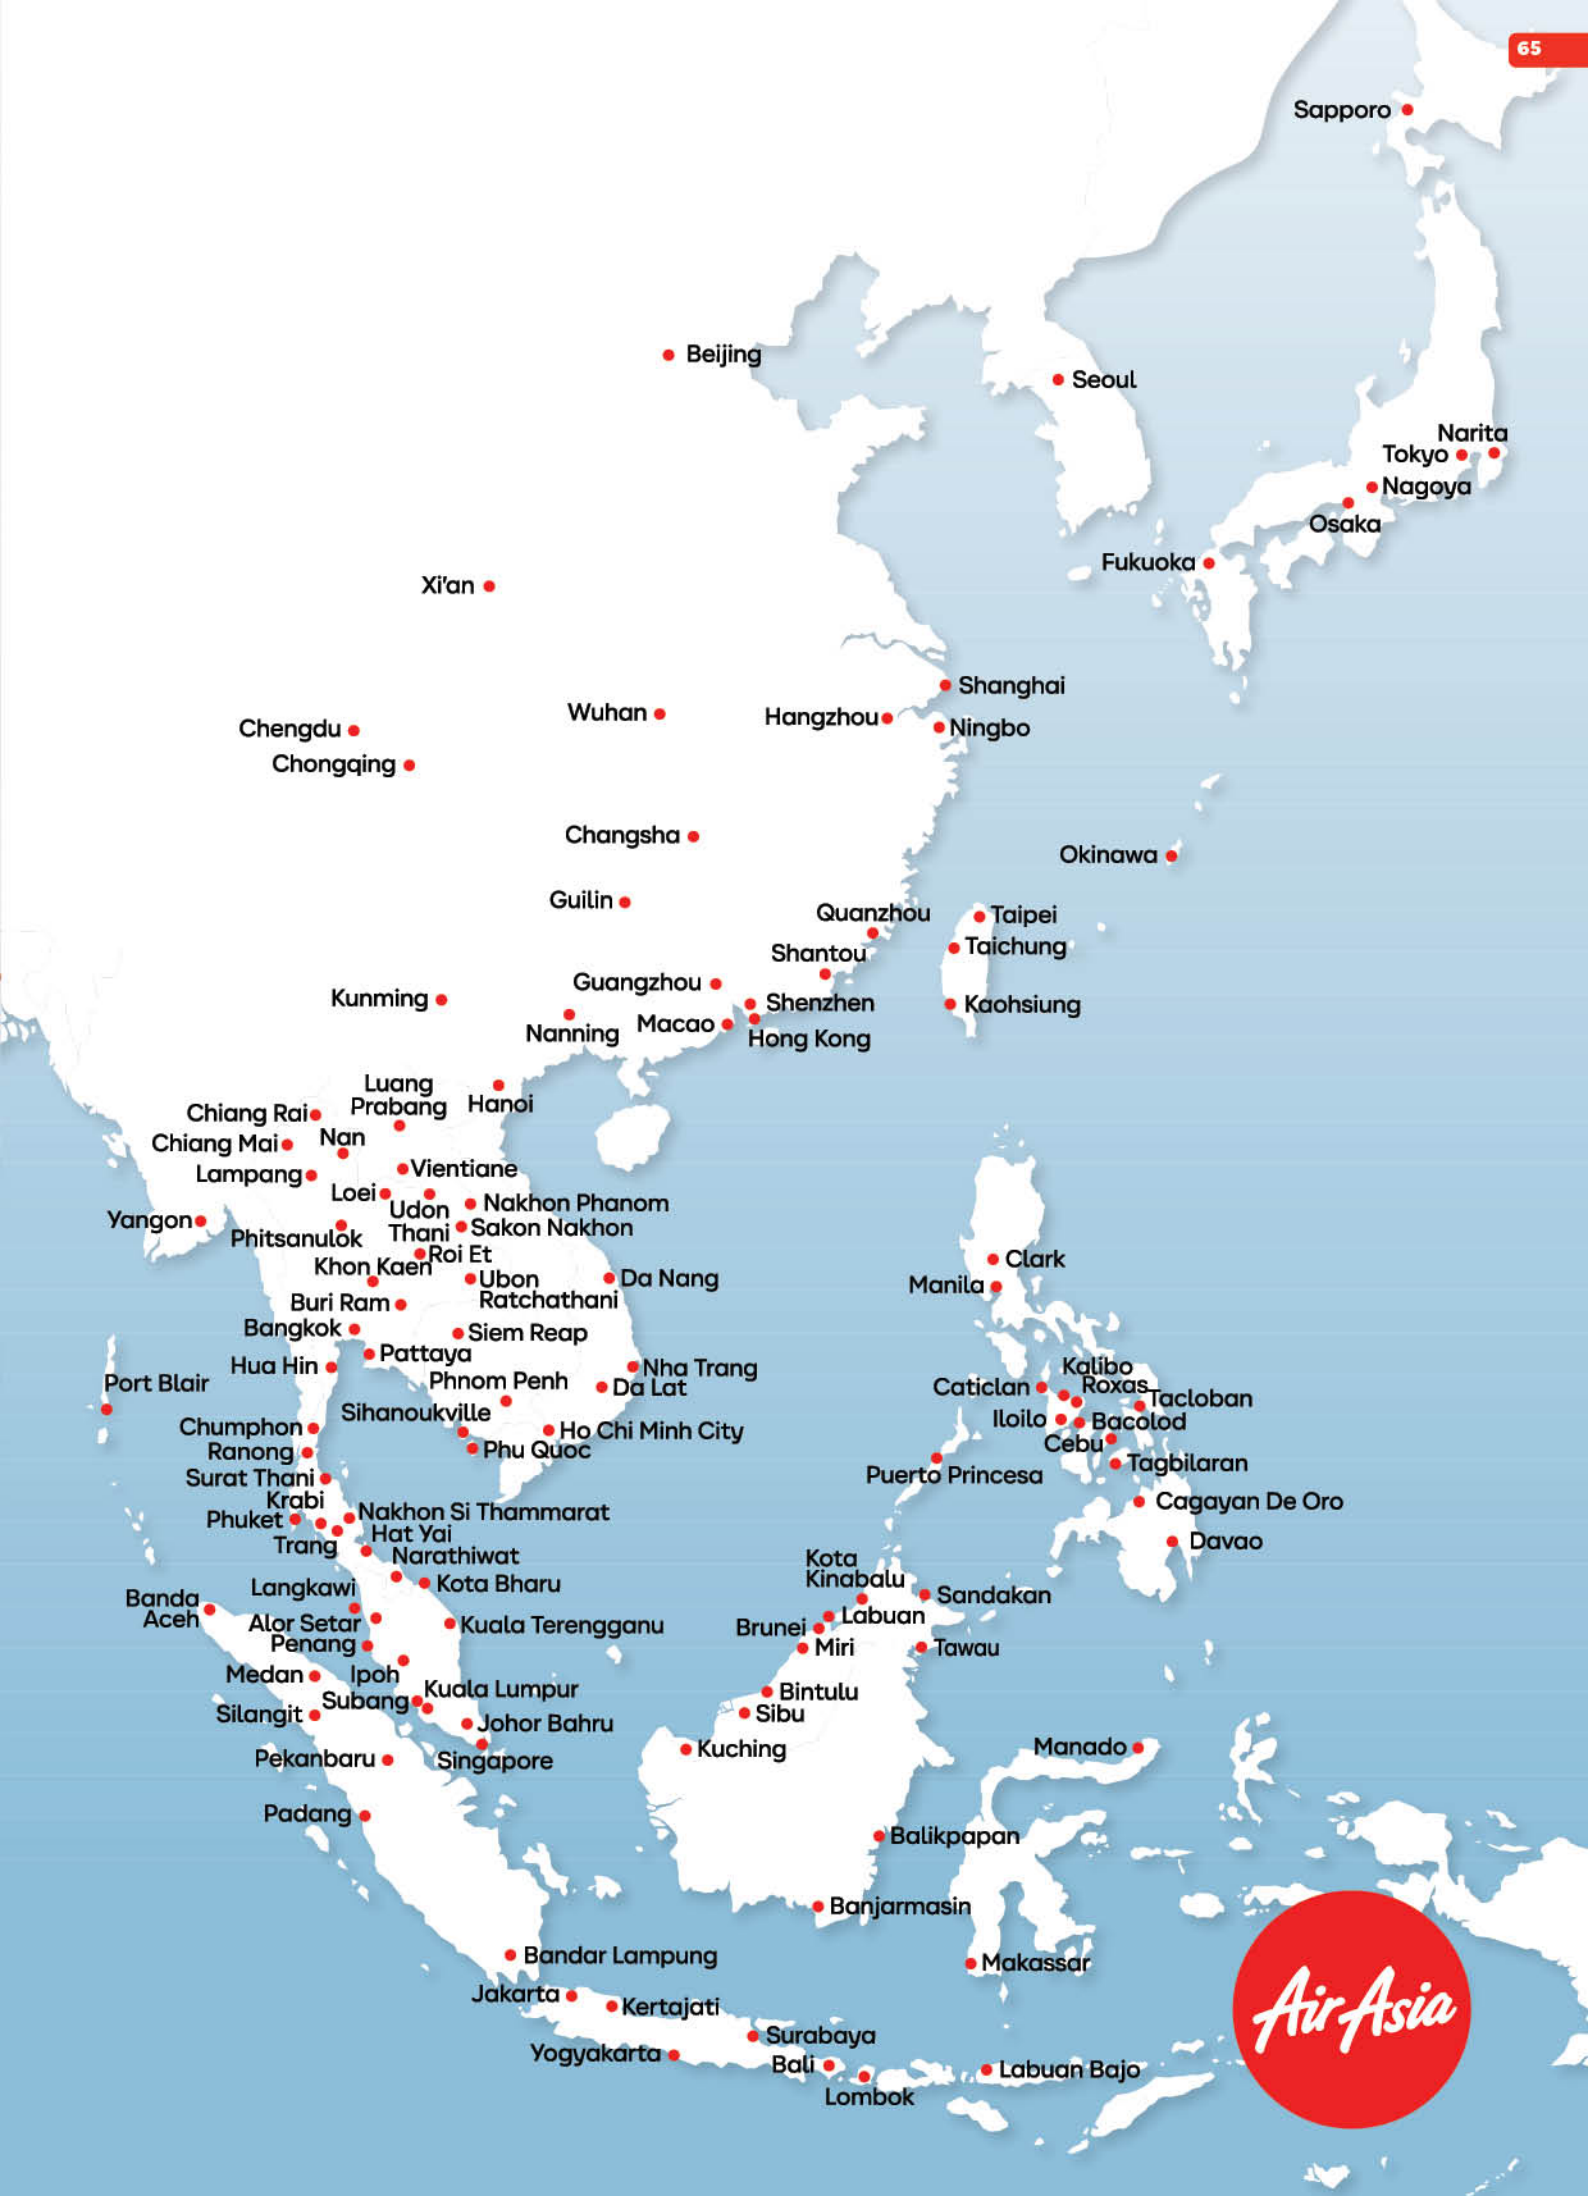 65
Sapporo
Beijing
Seoul
Narita
Tokyo
Nagoya
Osaka
Fukuoka
Xi'an
Shanghai
Wuhan
Hangzhou
Ningbo
Chengdu
Chongqing
Changsha
Okinawa
Guilin
Quanzhou
Taipei
Taichung
Shantou
Guangzhou
Kunming
Shenzhen
Kaohsiung
Nanning
Macao
Hong Kong
Luang
Prabang
Hanoi
Chiang Rai
Nan
Chiang Mai
Lampang
Vientiane
Loei
Udon
Thani
Nakhon Phanom
Sakon Nakhon
Yangon
Phitsanulok
Roi Et
Khon Kaen
Ubon
Ratchathani
Da Nang
Clark
Manila
Buri Ram
Bangkok
Siem Reap
Pattaya
Hua Hin
Nha Trang
Phnom Penh
Da Lat
Port Blair
Kalibo
Caticlan
Roxas
Tacloban
Sihanoukville
Iloilo
Bacolod
Chumphon
Ho Chi Minh City
Ranong
Phu Quoc
Cebu
Tagbilaran
Surat Thani
Puerto Princesa
Krabi
Cagayan De Oro
Phuket
Nakhon Si Thammarat
Hat Yai
Trang
Davao
Narathiwat
Kota
Kinabalu
Langkawi
Kota Bharu
Banda
Aceh
Sandakan
Alor Setar
Labuan
Kuala Terengganu
Brunei
Penang
Miri
Tawau
Medan
Ipoh
Kuala Lumpur
Bintulu
Subang
Silangit
Sibu
Johor Bahru
Kuching
Manado
Pekanbaru
Singapore
Padang
Balikpapan
Banjarmasin
Bandar Lampung
Makassar
Jakarta
Kertajati
AirAsia
Surabaya
Yogyakarta
Bali
Labuan Bajo
Lombok